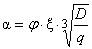 α = φ · ξ · ∛(D/q)